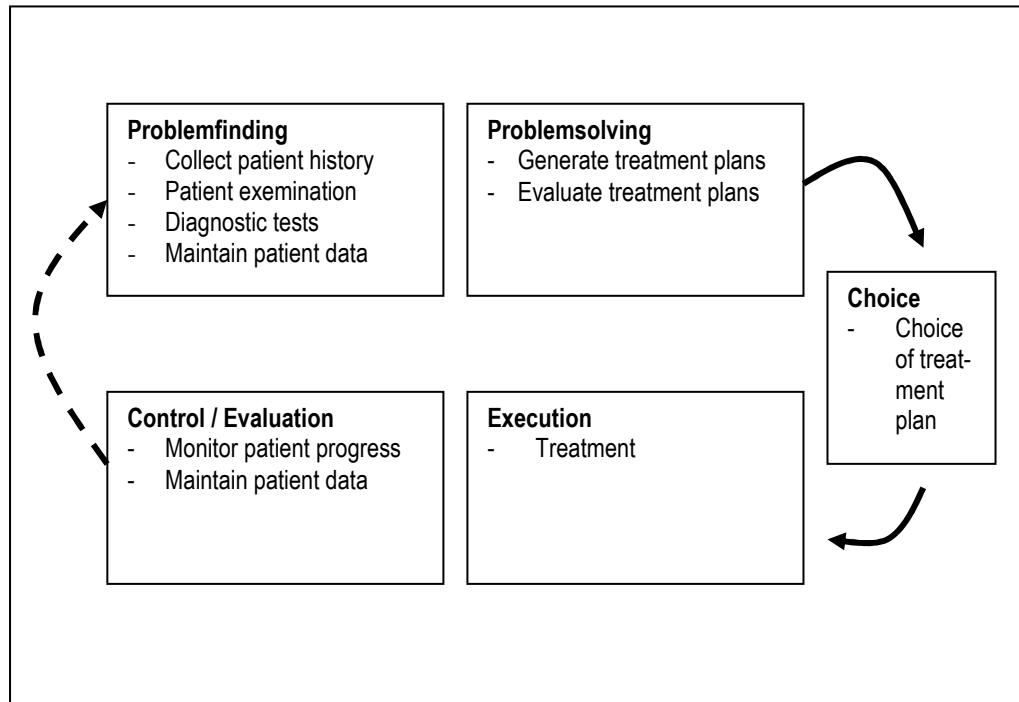 Problemfinding
- Collect patient history
- Patient exemination
- Diagnostic tests
- Maintain patient data
Problemsolving
- Generate treatment plans
- Evaluate treatment plans
Choice
- Choice
of treat-
ment
plan
Control / Evaluation
- Monitor patient progress
- Maintain patient data
Execution
- Treatment